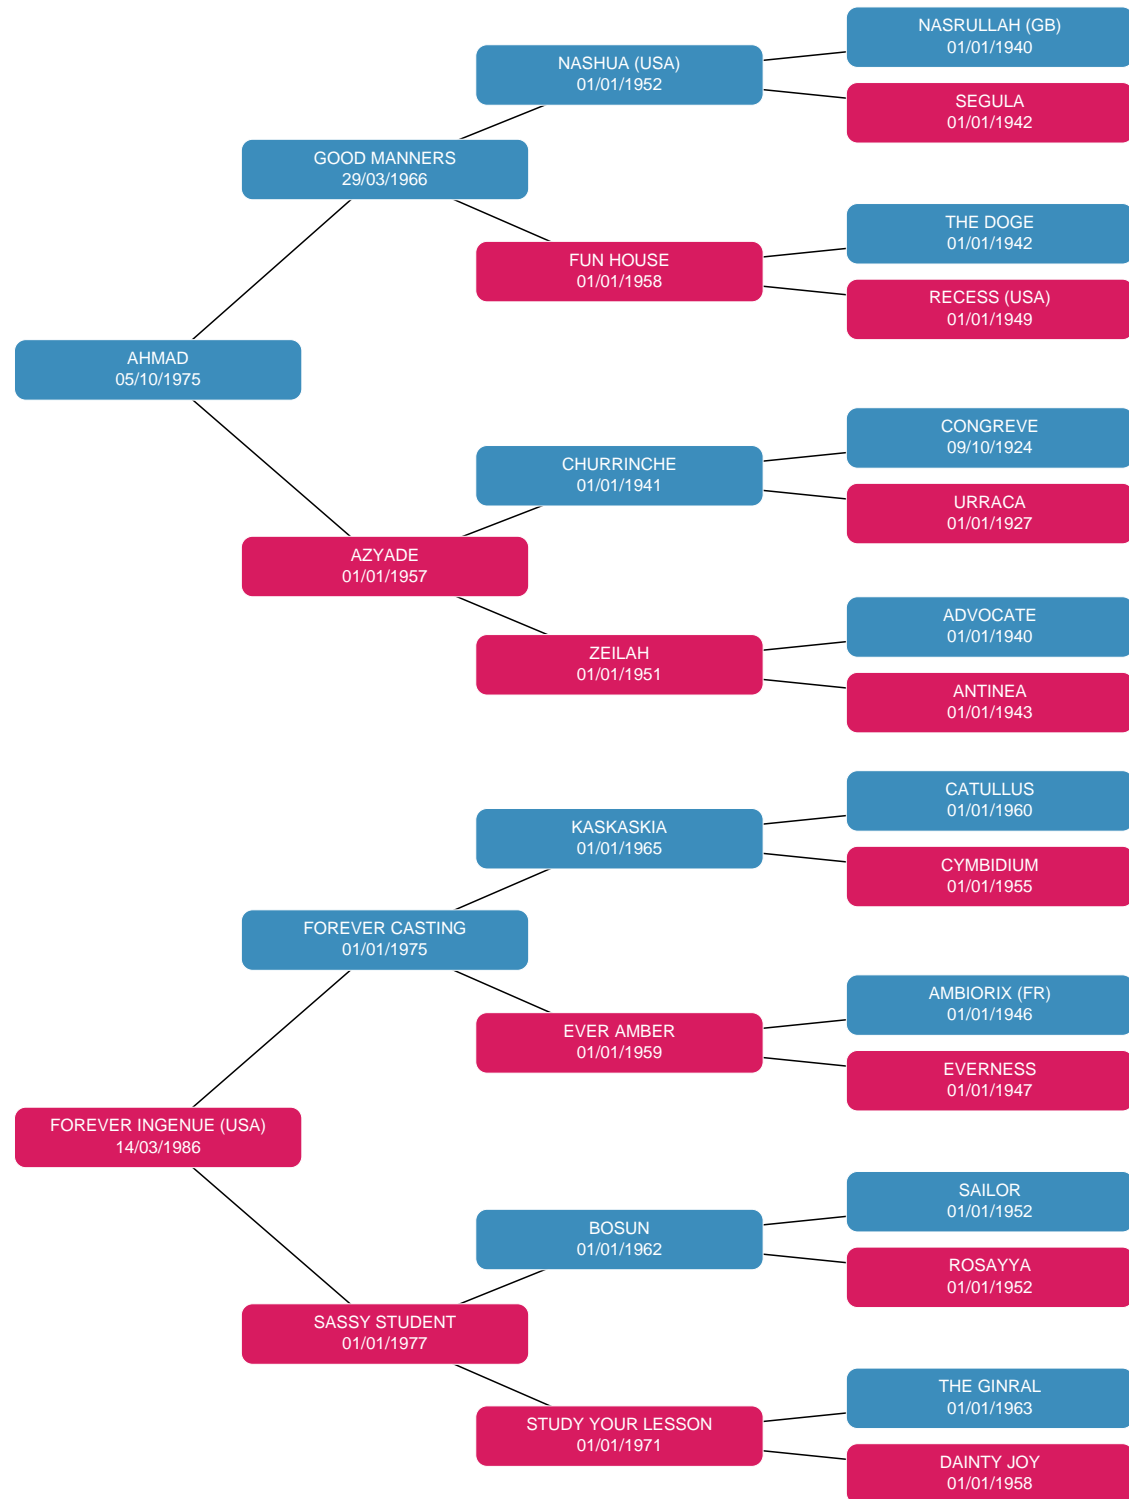 NASRULLAH (GB)
01/01/1940
NASHUA (USA)
01/01/1952
SEGULA
01/01/1942
GOOD MANNERS
29/03/1966
THE DOGE
01/01/1942
FUN HOUSE
01/01/1958
RECESS (USA)
01/01/1949
AHMAD
05/10/1975
CONGREVE
09/10/1924
CHURRINCHE
01/01/1941
URRACA
01/01/1927
AZYADE
01/01/1957
ADVOCATE
01/01/1940
ZEILAH
01/01/1951
ANTINEA
01/01/1943
CATULLUS
01/01/1960
KASKASKIA
01/01/1965
CYMBIDIUM
01/01/1955
FOREVER CASTING
01/01/1975
AMBIORIX (FR)
01/01/1946
EVER AMBER
01/01/1959
EVERNESS
01/01/1947
FOREVER INGENUE (USA)
14/03/1986
SAILOR
01/01/1952
BOSUN
01/01/1962
ROSAYYA
01/01/1952
SASSY STUDENT
01/01/1977
THE GINRAL
01/01/1963
STUDY YOUR LESSON
01/01/1971
DAINTY JOY
01/01/1958